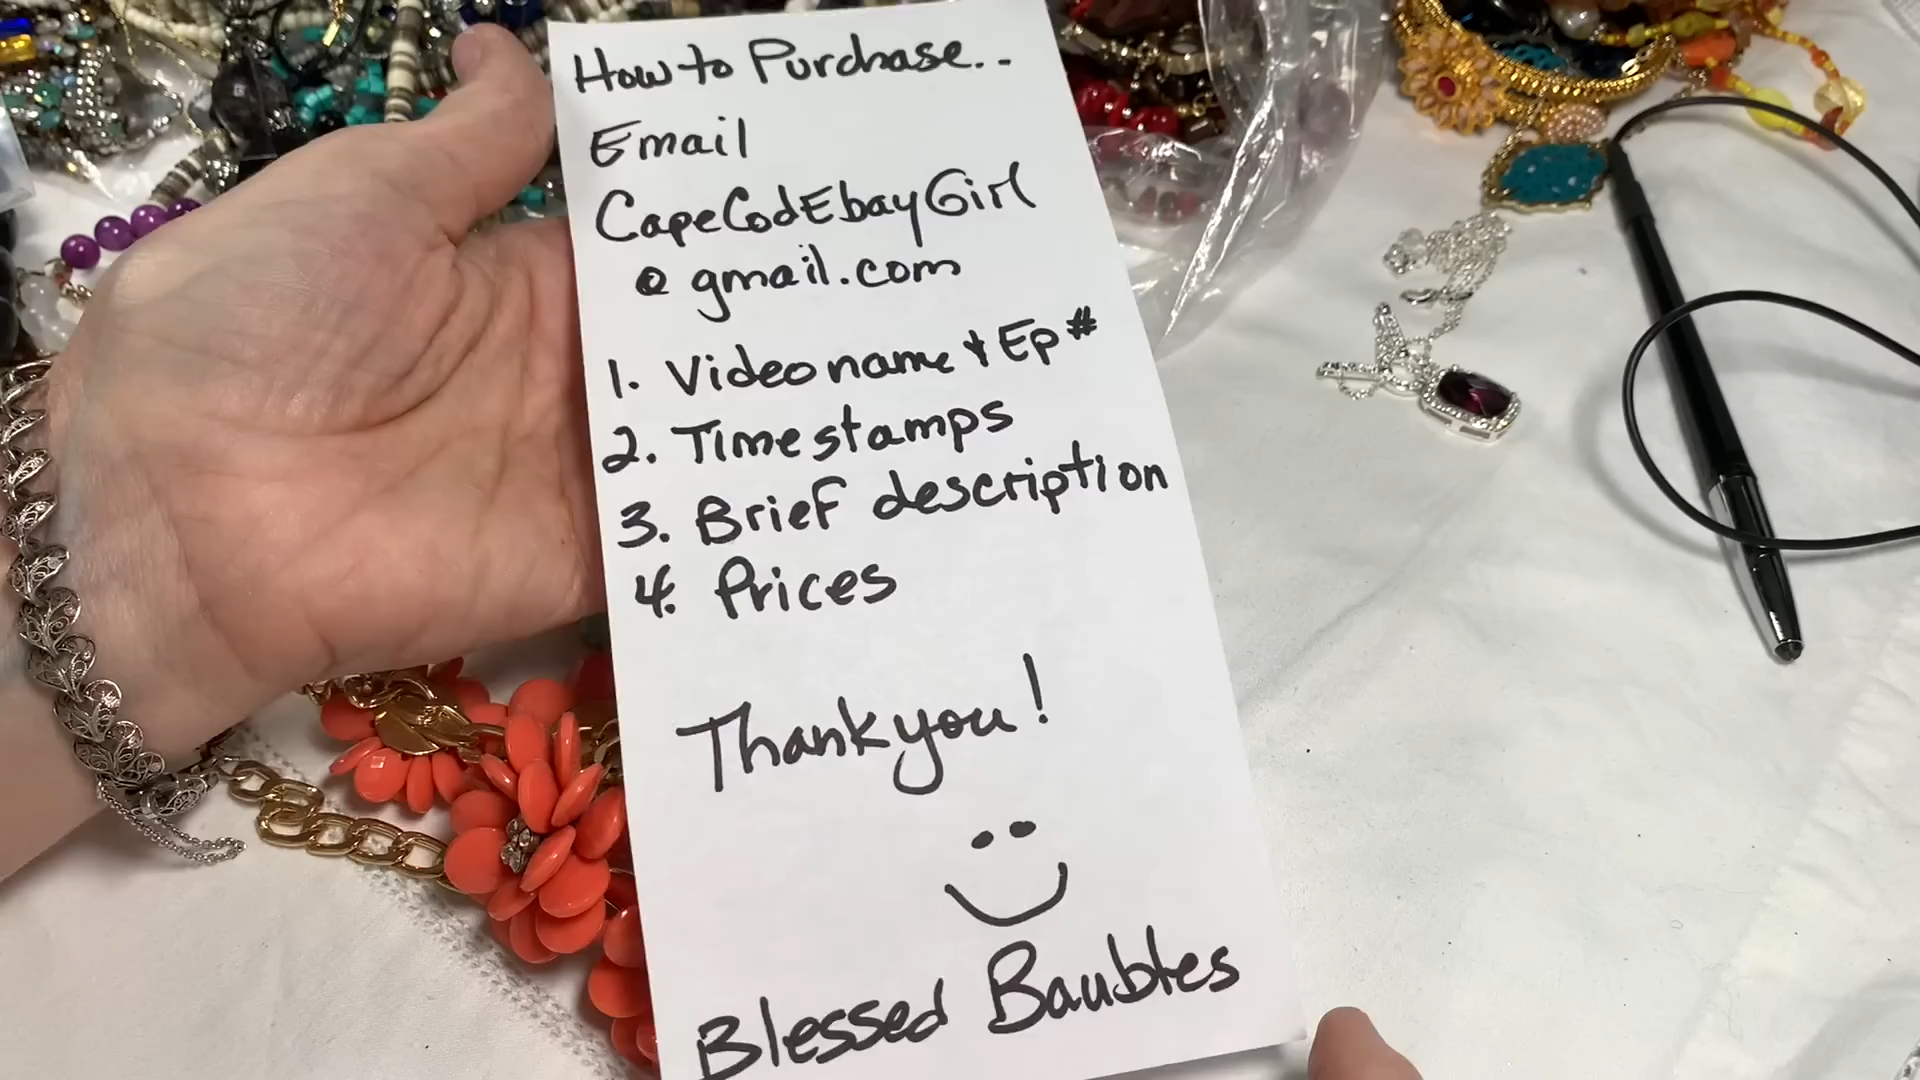 How to Purchase..
Email
CapeCodEbayGirl
@ gmail.com
1. Video name + Ep #
2. Timestamps
3. Brief description
4. Prices
Thank you!
Blessed Baubles